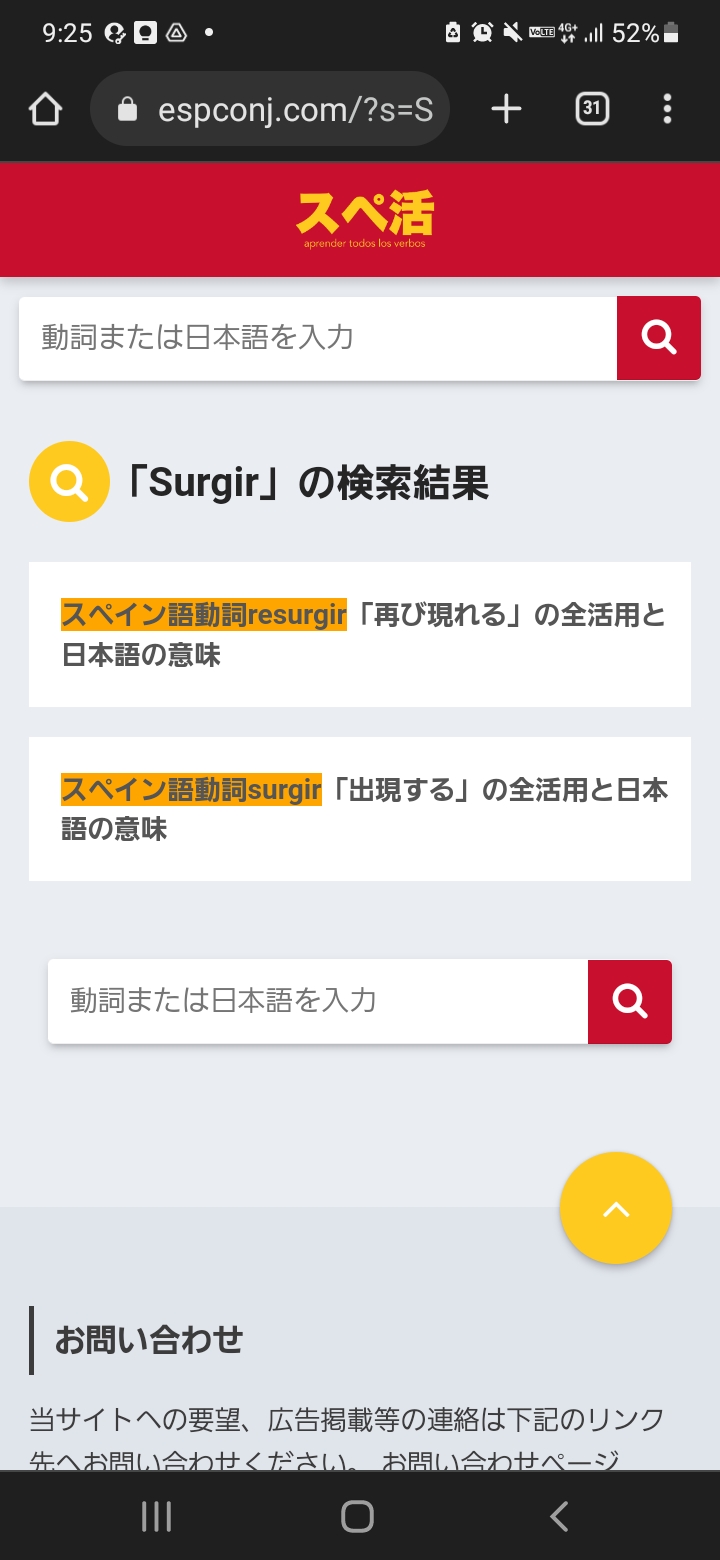 9:25
VoLTE 4G+ 52%
espconj.com/?s=S
31
スペ活
aprender todos los verbos
動詞または日本語を入力
「Surgir」の検索結果
スペイン語動詞resurgir「再び現れる」の全活用と
日本語の意味
スペイン語動詞surgir「出現する」の全活用と日本
語の意味
動詞または日本語を入力
お問い合わせ
当サイトへの要望、広告掲載等の連絡は下記のリンク
先へお問い合わせください。 お問い合わせページ